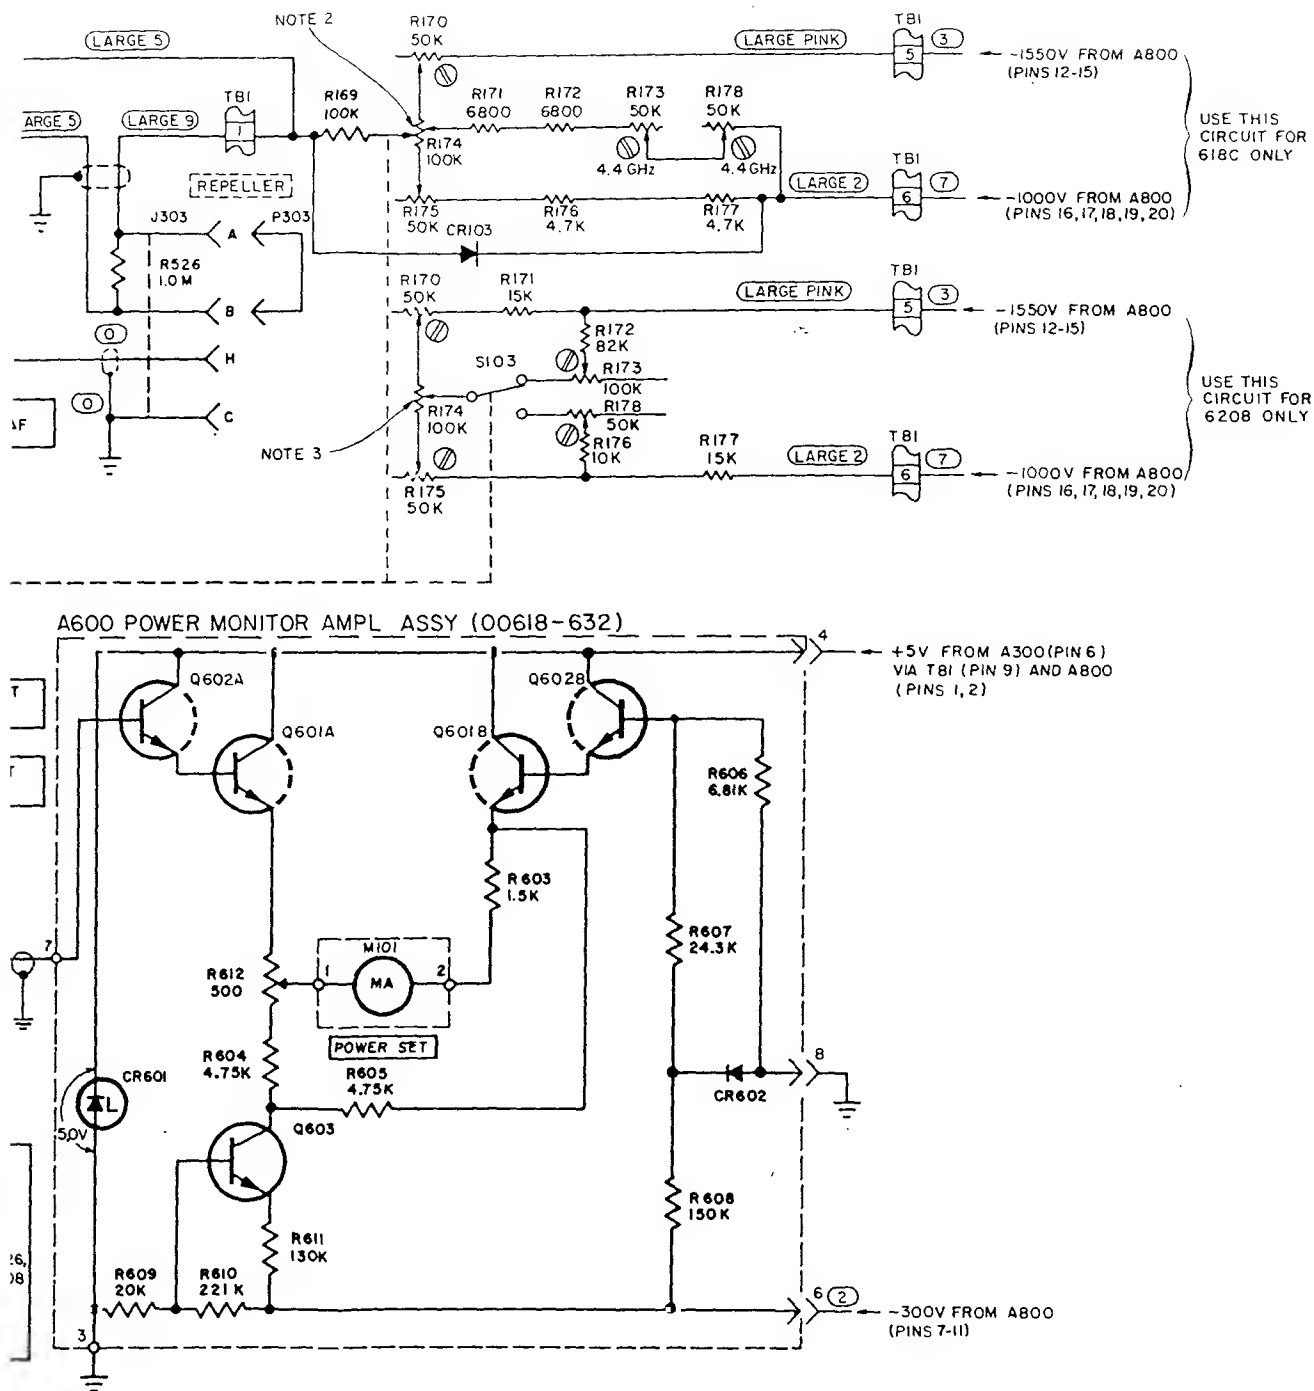 NOTE 2
R170
50K
LARGE 5
LARGE PINK
TB1
5
3
-1550V FROM A800
(PINS 12-15)
ARGE 5
LARGE 9
TB1
1
R169
100K
R171
6800
R172
6800
R173
50K
R178
50K
R174
100K
4.4 GHz
4.4 GHz
USE THIS
CIRCUIT FOR
618C ONLY
REPELLER
TB1
LARGE 2
6
7
-1000V FROM A800
(PINS 16, 17, 18, 19, 20)
J303
P303
R175
50K
R176
4.7K
R177
4.7K
A
CR103
R526
1.0 M
R170
50K
R171
15K
LARGE PINK
TB1
5
3
-1550V FROM A800
(PINS 12-15)
B
R172
82K
O
S103
H
R173
100K
USE THIS
CIRCUIT FOR
620B ONLY
O
C
R174
100K
R178
50K
AF
NOTE 3
R176
10K
R177
15K
LARGE 2
TB1
6
7
-1000V FROM A800
(PINS 16, 17, 18, 19, 20)
R175
50K
A600 POWER MONITOR AMPL ASSY (00618-632)
4
+5V FROM A300 (PIN 6)
VIA TB1 (PIN 9) AND A800
(PINS 1, 2)
T
Q602A
Q602B
Q601A
Q601B
T
R606
6.81K
R603
1.5K
R607
24.3K
7
M101
R612
500
1
MA
2
POWER SET
R604
4.75K
8
R605
4.75K
CR601
L
CR602
5.0V
Q603
R608
150K
R611
130K
26,
08
R609
20K
R610
221K
6
2
-300V FROM A800
(PINS 7-11)
3